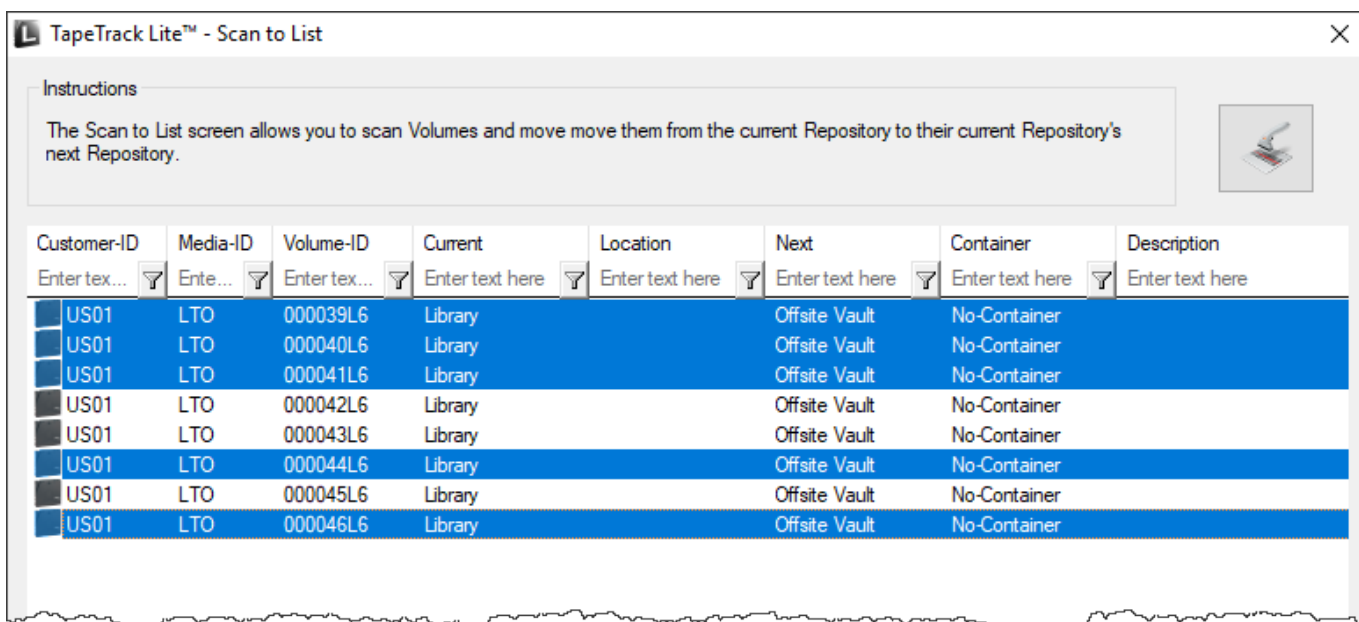 TapeTrack Lite™ - Scan to List
Instructions
The Scan to List screen allows you to scan Volumes and move move them from the current Repository to their current Repository's
next Repository.
Customer-ID Media-ID Volume-ID Current Location Next Container Description
Enter tex... Ente... Enter tex... Enter text here Enter text here Enter text here Enter text here Enter text here
US01 LTO 000039L6 Library Offsite Vault No-Container
US01 LTO 000040L6 Library Offsite Vault No-Container
US01 LTO 000041L6 Library Offsite Vault No-Container
US01 LTO 000042L6 Library Offsite Vault No-Container
US01 LTO 000043L6 Library Offsite Vault No-Container
US01 LTO 000044L6 Library Offsite Vault No-Container
US01 LTO 000045L6 Library Offsite Vault No-Container
US01 LTO 000046L6 Library Offsite Vault No-Container